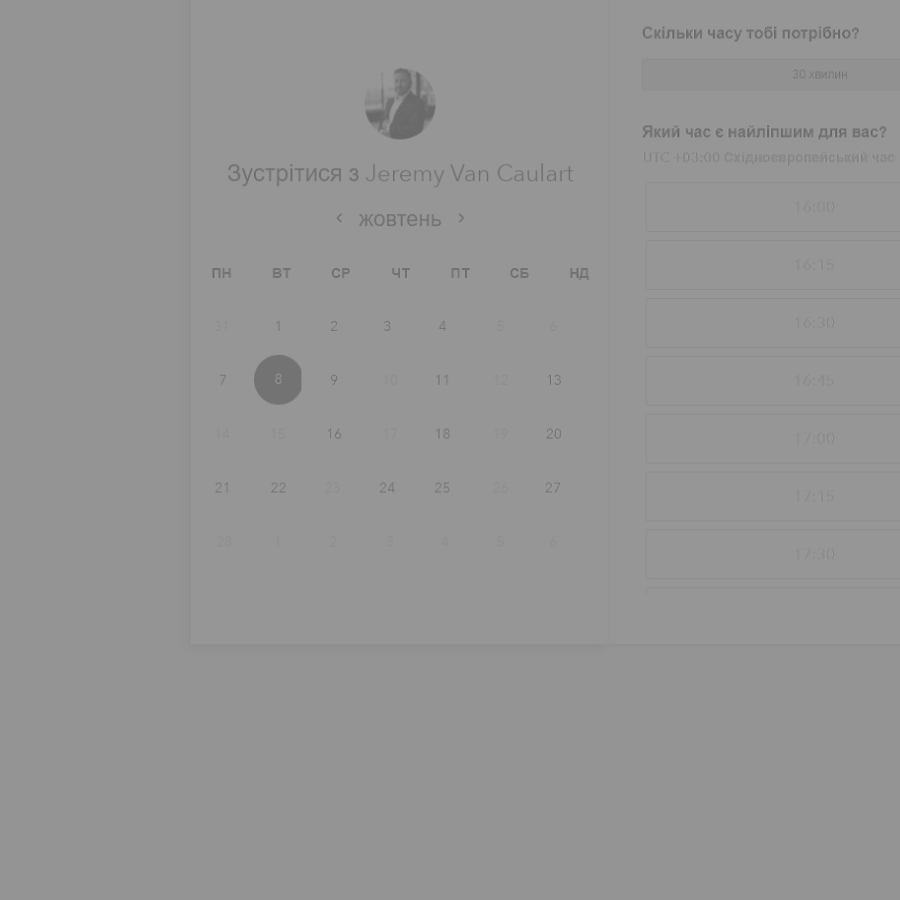 Зустрітися з Jeremy Van Caulart
‹ жовтень ›
ПН ВТ СР ЧТ ПТ СБ НД
31 1 2 3 4 5 6
7 8 9 10 11 12 13
14 15 16 17 18 19 20
21 22 23 24 25 26 27
28 1 2 3 4 5 6
Скільки часу тобі потрібно?
30 хвилин
Який час є найліпшим для вас?
UTC +03:00 Східноєвропейський час
16:00
16:15
16:30
16:45
17:00
17:15
17:30